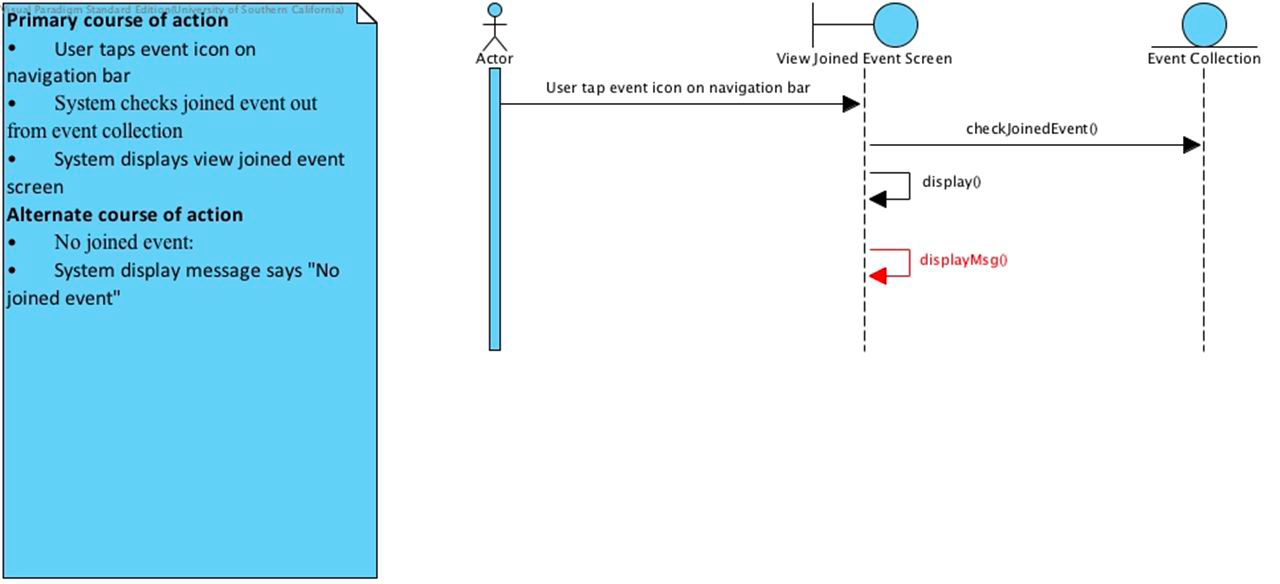 Visual Paradigm Standard Edition(University of Southern California)
Primary course of action
• User taps event icon on
navigation bar
• System checks joined event out
from event collection
• System displays view joined event
screen
Alternate course of action
• No joined event:
• System display message says "No
joined event"
Actor
View Joined Event Screen
Event Collection
User tap event icon on navigation bar
checkJoinedEvent()
display()
displayMsg()